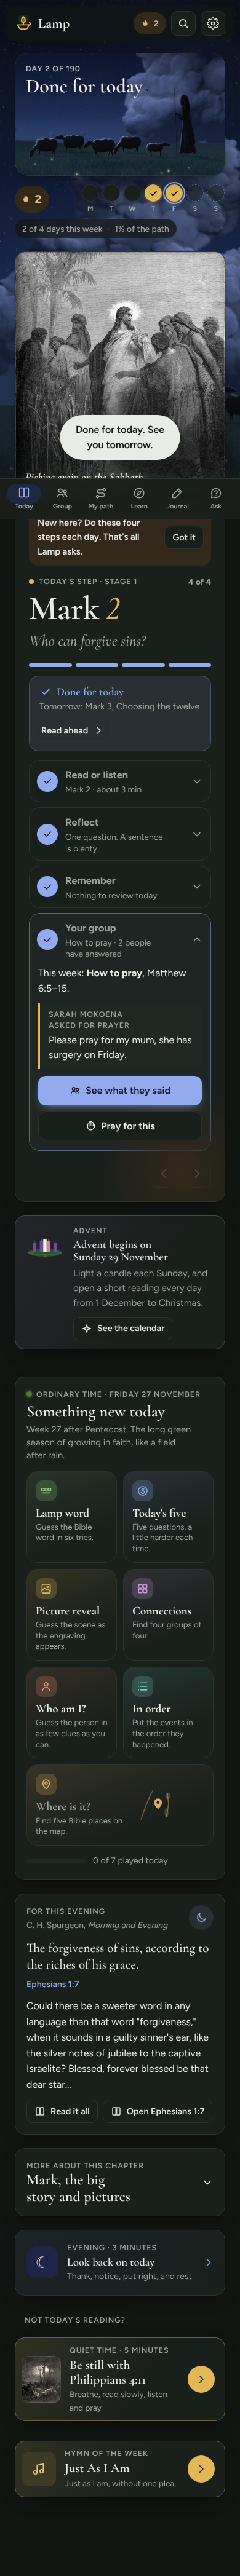 Lamp
2
DAY 2 OF 190
Done for today
2
M T W T F S S
2 of 4 days this week · 1% of the path
Done for today. See
you tomorrow.
Picking grain on the Sabbath
Today Group My path Learn Journal Ask
New here? Do these four
steps each day. That's all
Lamp asks.
Got it
TODAY'S STEP · STAGE 1
4 of 4
Mark 2
Who can forgive sins?
Done for today
Tomorrow: Mark 3, Choosing the twelve
Read ahead
Read or listen
Mark 2 · about 3 min
Reflect
One question. A sentence
is plenty.
Remember
Nothing to review today
Your group
How to pray · 2 people
have answered
This week: How to pray, Matthew
6:5–15.
SARAH MOKOENA
ASKED FOR PRAYER
Please pray for my mum, she has
surgery on Friday.
See what they said
Pray for this
ADVENT
Advent begins on
Sunday 29 November
Light a candle each Sunday, and
open a short reading every day
from 1 December to Christmas.
See the calendar
ORDINARY TIME · FRIDAY 27 NOVEMBER
Something new today
Week 27 after Pentecost. The long green
season of growing in faith, like a field
after rain.
Lamp word
Guess the Bible
word in six tries.
Today's five
Five questions, a
little harder each
time.
Picture reveal
Guess the scene as
the engraving
appears.
Connections
Find four groups of
four.
Who am I?
Guess the person in
as few clues as you
can.
In order
Put the events in
the order they
happened.
Where is it?
Find five Bible places on
the map.
0 of 7 played today
FOR THIS EVENING
C. H. Spurgeon, Morning and Evening
The forgiveness of sins, according to
the riches of his grace.
Ephesians 1:7
Could there be a sweeter word in any
language than that word "forgiveness,"
when it sounds in a guilty sinner's ear, like
the silver notes of jubilee to the captive
Israelite? Blessed, forever blessed be that
dear star…
Read it all
Open Ephesians 1:7
MORE ABOUT THIS CHAPTER
Mark, the big
story and pictures
EVENING · 3 MINUTES
Look back on today
Thank, notice, put right, and rest
NOT TODAY'S READING?
QUIET TIME · 5 MINUTES
Be still with
Philippians 4:11
Breathe, read slowly, listen
and pray
HYMN OF THE WEEK
Just As I Am
Just as I am, without one plea,